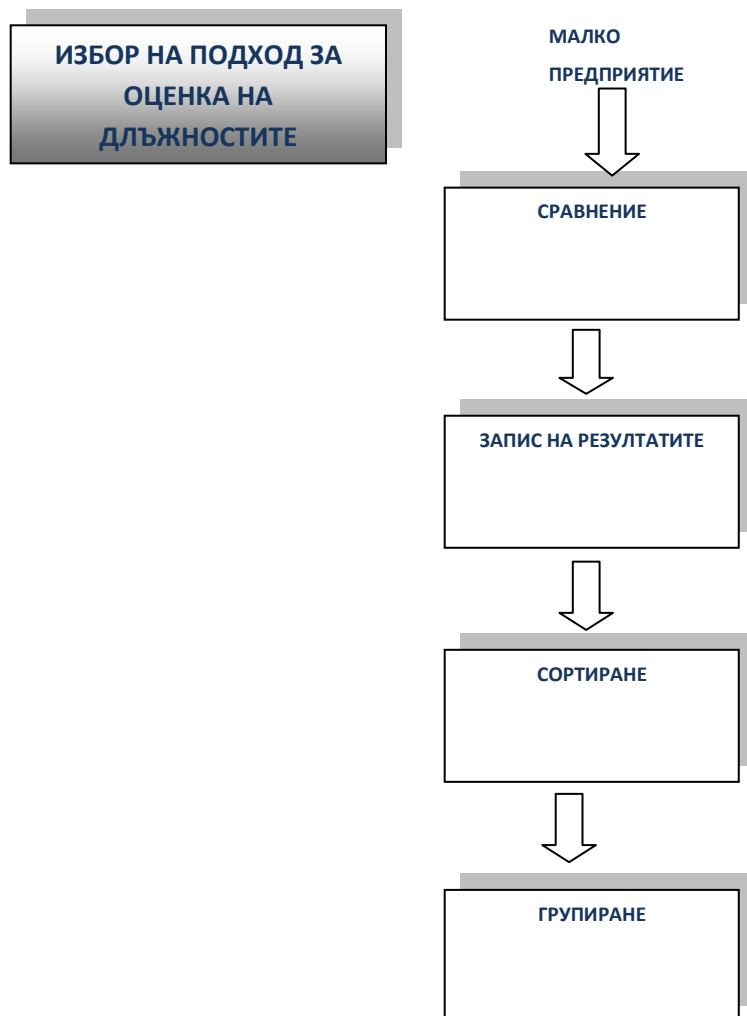 ИЗБОР НА ПОДХОД ЗА
ОЦЕНКА НА
ДЛЪЖНОСТИТЕ
МАЛКО
ПРЕДПРИЯТИЕ
СРАВНЕНИЕ
ЗАПИС НА РЕЗУЛТАТИТЕ
СОРТИРАНЕ
ГРУПИРАНЕ